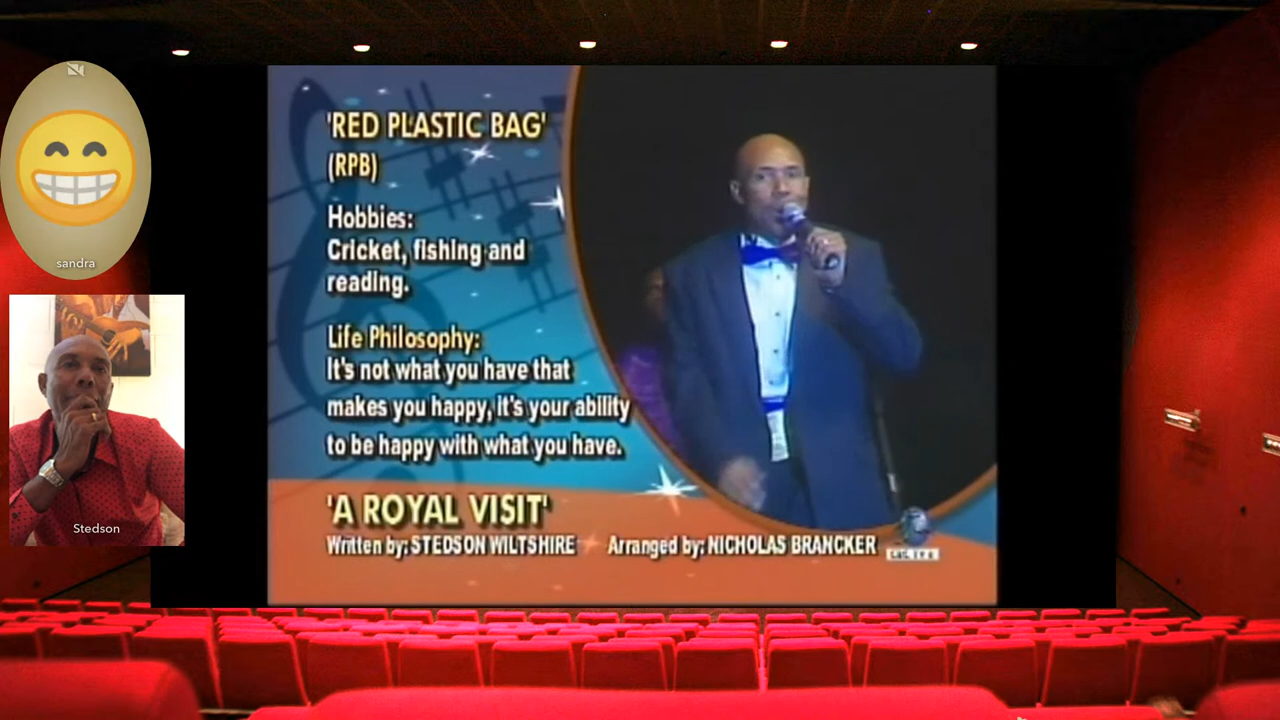 sandra
Stedson
'RED PLASTIC BAG'
(RPB)
Hobbies:
Cricket, fishing and
reading.
Life Philosophy:
It's not what you have that
makes you happy, it's your ability
to be happy with what you have.
'A ROYAL VISIT'
Written by; STEDSON WILTSHIRE Arranged by; NICHOLAS BRANCKER